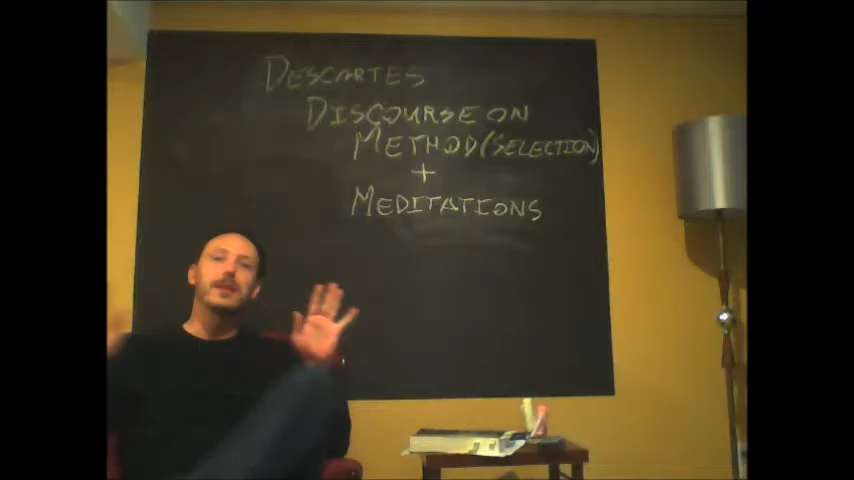 DESCARTES
DISCOURSE ON
METHOD (SELECTION)
+
MEDITATIONS